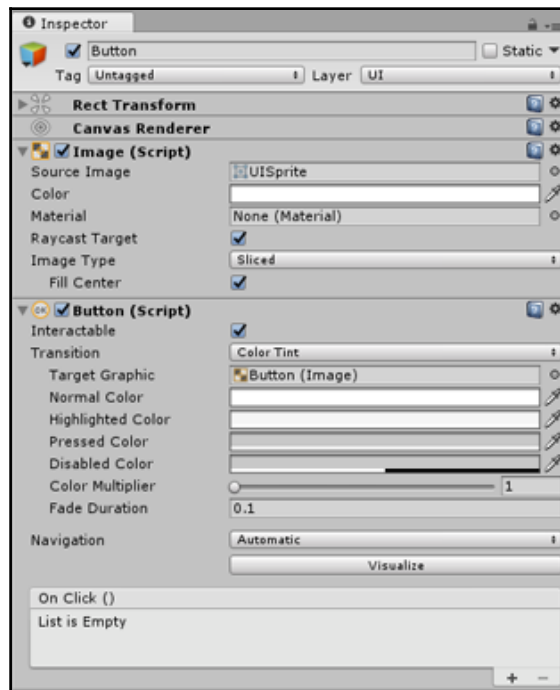 Inspector
Button Static
Tag Untagged Layer UI
Rect Transform
Canvas Renderer
Image (Script)
Source Image UISprite
Color
Material None (Material)
Raycast Target
Image Type Sliced
Fill Center
OK Button (Script)
Interactable
Transition Color Tint
Target Graphic Button (Image)
Normal Color
Highlighted Color
Pressed Color
Disabled Color
Color Multiplier 1
Fade Duration 0.1
Navigation Automatic
Visualize
On Click ()
List is Empty